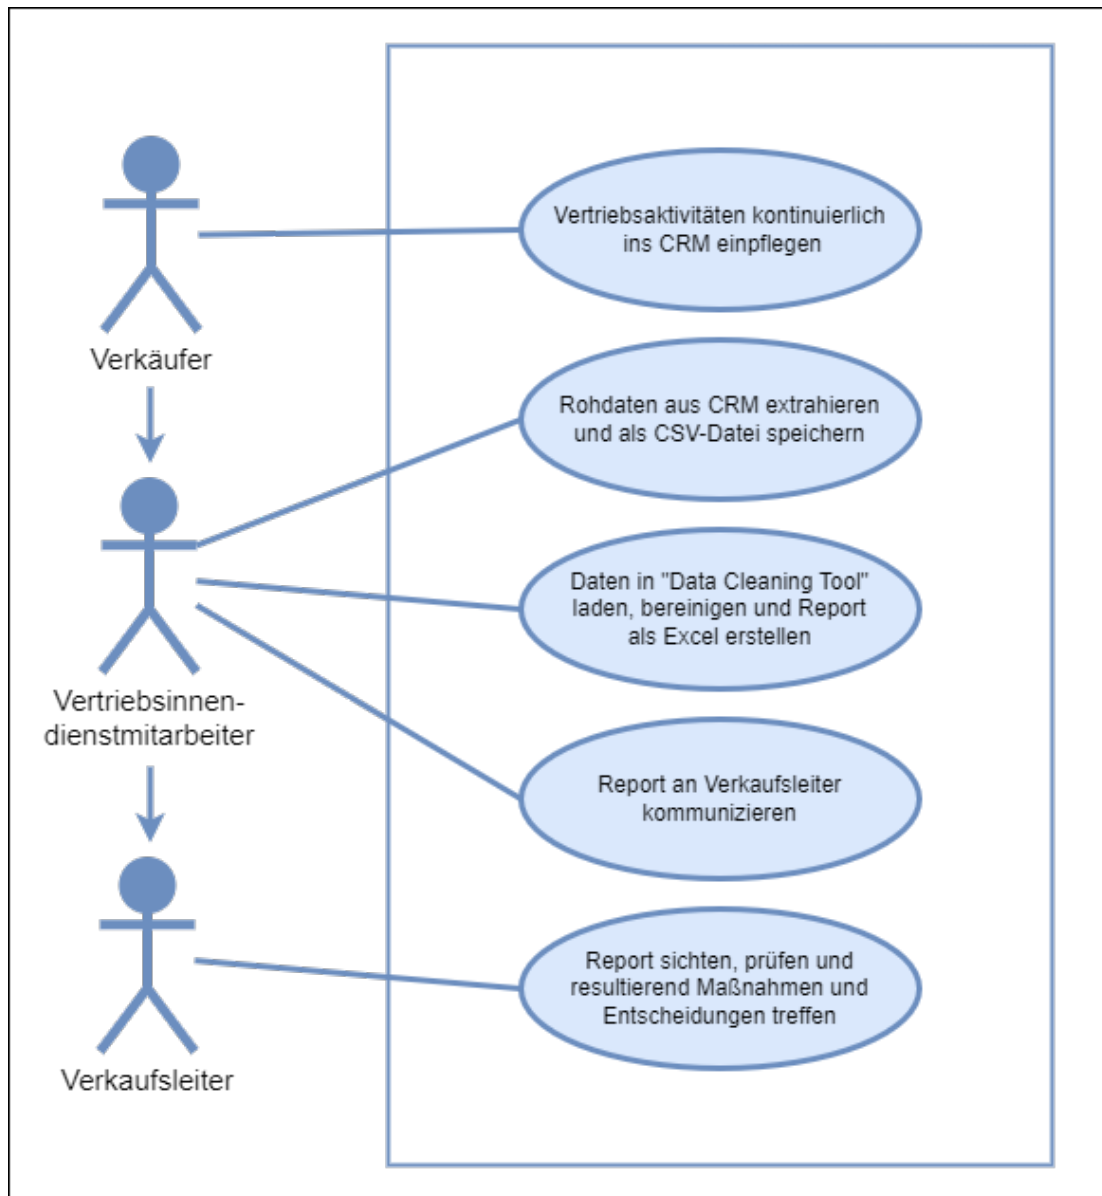 Vertriebsaktivitäten kontinuierlich
ins CRM einpflegen
Verkäufer
Rohdaten aus CRM extrahieren
und als CSV-Datei speichern
Daten in "Data Cleaning Tool"
laden, bereinigen und Report
als Excel erstellen
Vertriebsinnen-
dienstmitarbeiter
Report an Verkaufsleiter
kommunizieren
Report sichten, prüfen und
resultierend Maßnahmen und
Entscheidungen treffen
Verkaufsleiter